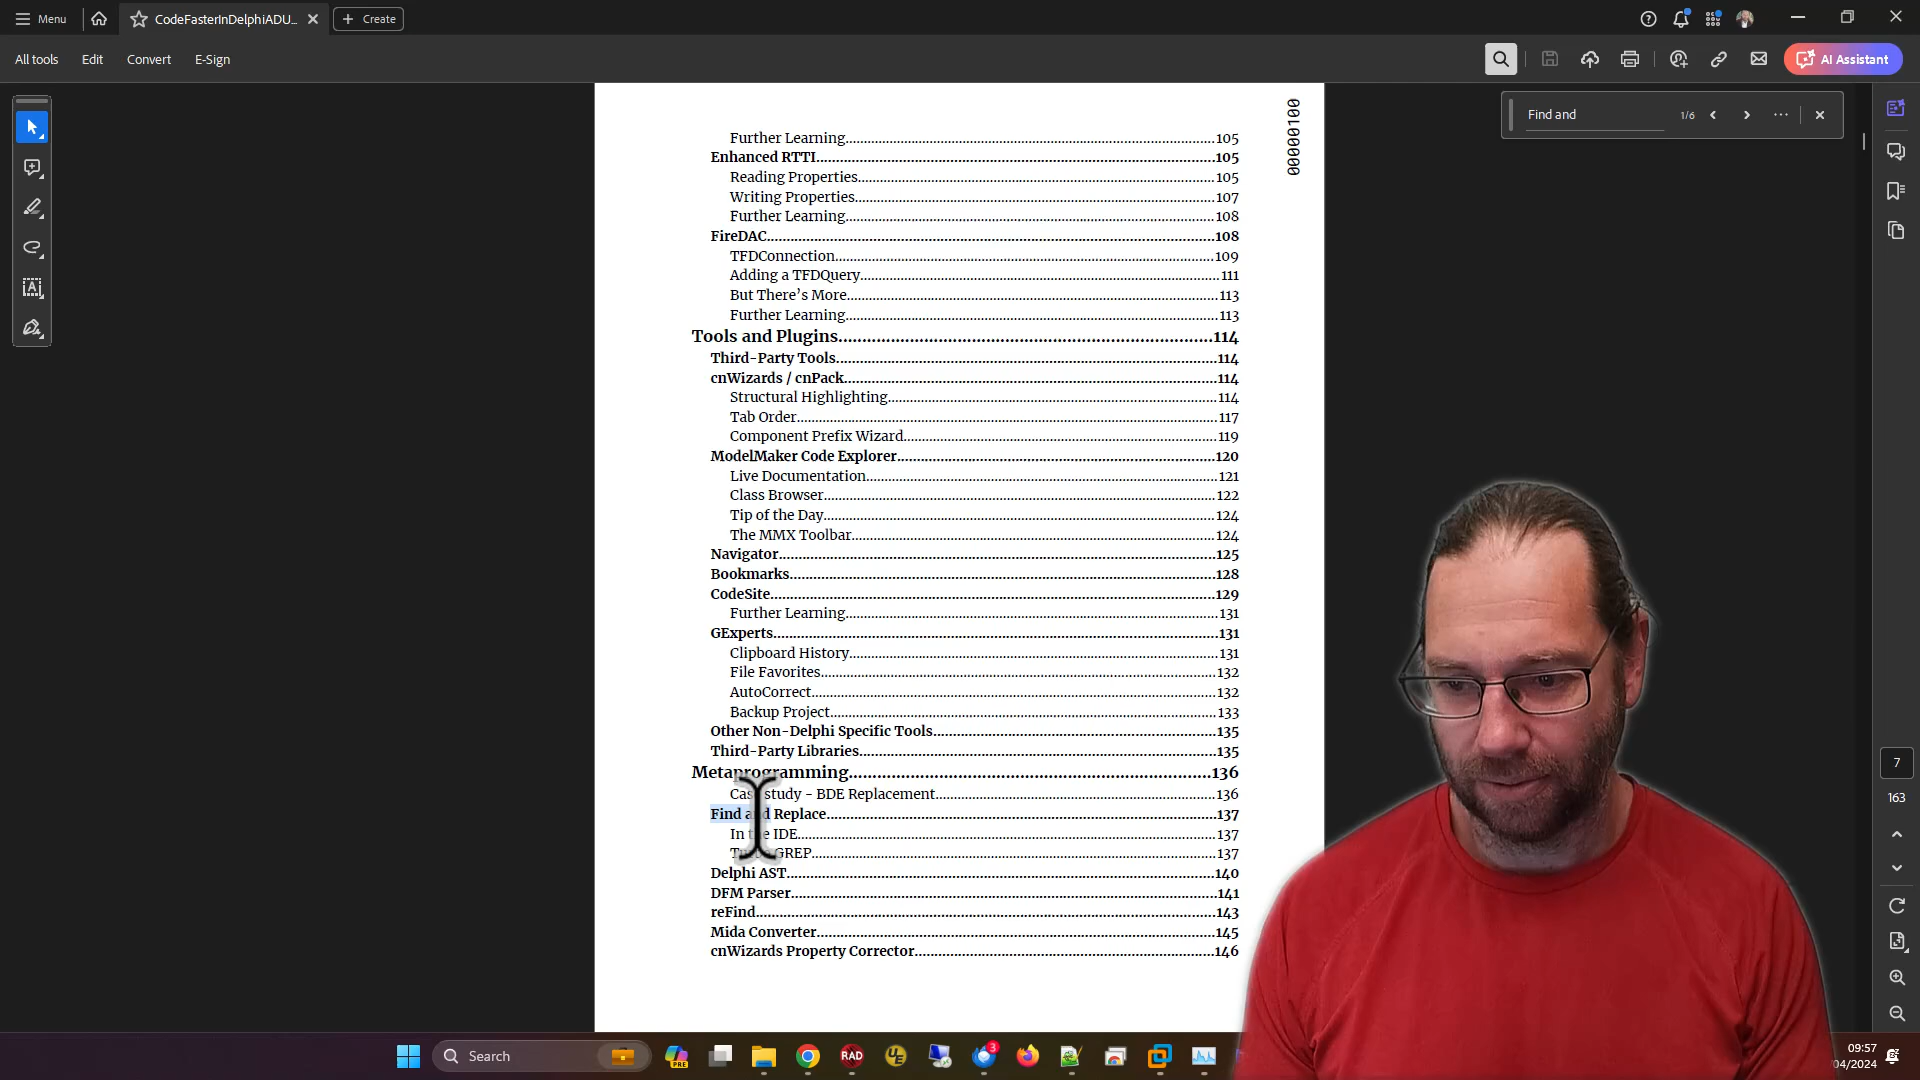 Menu
CodeFasterInDelphiADU...
Create
All tools
Edit
Convert
E-Sign
AI Assistant
Find and
1/6
00000100
Further Learning 105
Enhanced RTTI 105
Reading Properties 105
Writing Properties 107
Further Learning 108
FireDAC 108
TFDConnection 109
Adding a TFDQuery 111
But There's More 113
Further Learning 113
Tools and Plugins 114
Third-Party Tools 114
cnWizards / cnPack 114
Structural Highlighting 114
Tab Order 117
Component Prefix Wizard 119
ModelMaker Code Explorer 120
Live Documentation 121
Class Browser 122
Tip of the Day 124
The MMX Toolbar 124
Navigator 125
Bookmarks 128
CodeSite 129
Further Learning 131
GExperts 131
Clipboard History 131
File Favorites 132
AutoCorrect 132
Backup Project 133
Other Non-Delphi Specific Tools 135
Third-Party Libraries 135
Metaprogramming 136
Case study - BDE Replacement 136
Find and Replace 137
In the IDE 137
GREP 137
Delphi AST 140
DFM Parser 141
reFind 143
Mida Converter 145
cnWizards Property Corrector 146
7
163
Search
PRE
RAD
UE
3
09:57
/04/2024